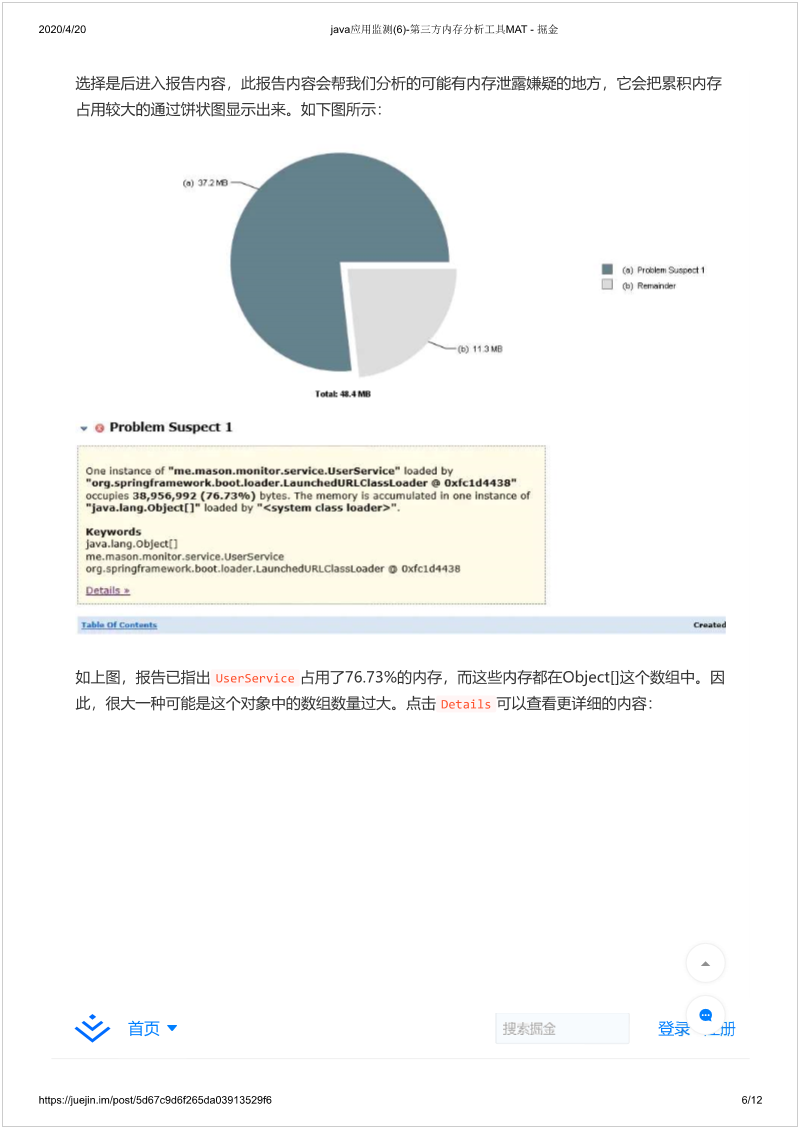 2020/4/20
java应用监测(6)-第三方内存分析工具MAT - 掘金
选择是后进入报告内容，此报告内容会帮我们分析的可能有内存泄露嫌疑的地方，它会把累积内存
占用较大的通过饼状图显示出来。如下图所示：
(a) 37.2 MB
(a) Problem Suspect 1
(b) Remainder
(b) 11.3 MB
Total: 48.4 MB
Problem Suspect 1
One instance of "me.mason.monitor.service.UserService" loaded by
"org.springframework.boot.loader.LaunchedURLClassLoader @ 0xfc1d4438"
occupies 38,956,992 (76.73%) bytes. The memory is accumulated in one instance of
"java.lang.Object[]" loaded by "<system class loader>".
Keywords
java.lang.Object[]
me.mason.monitor.service.UserService
org.springframework.boot.loader.LaunchedURLClassLoader @ 0xfc1d4438
Details »
Table Of Contents
Created
如上图，报告已指出 UserService 占用了76.73%的内存，而这些内存都在Object[]这个数组中。因
此，很大一种可能是这个对象中的数组数量过大。点击 Details 可以查看更详细的内容：
首页
搜索掘金
登录
册
https://juejin.im/post/5d67c9d6f265da03913529f6
6/12